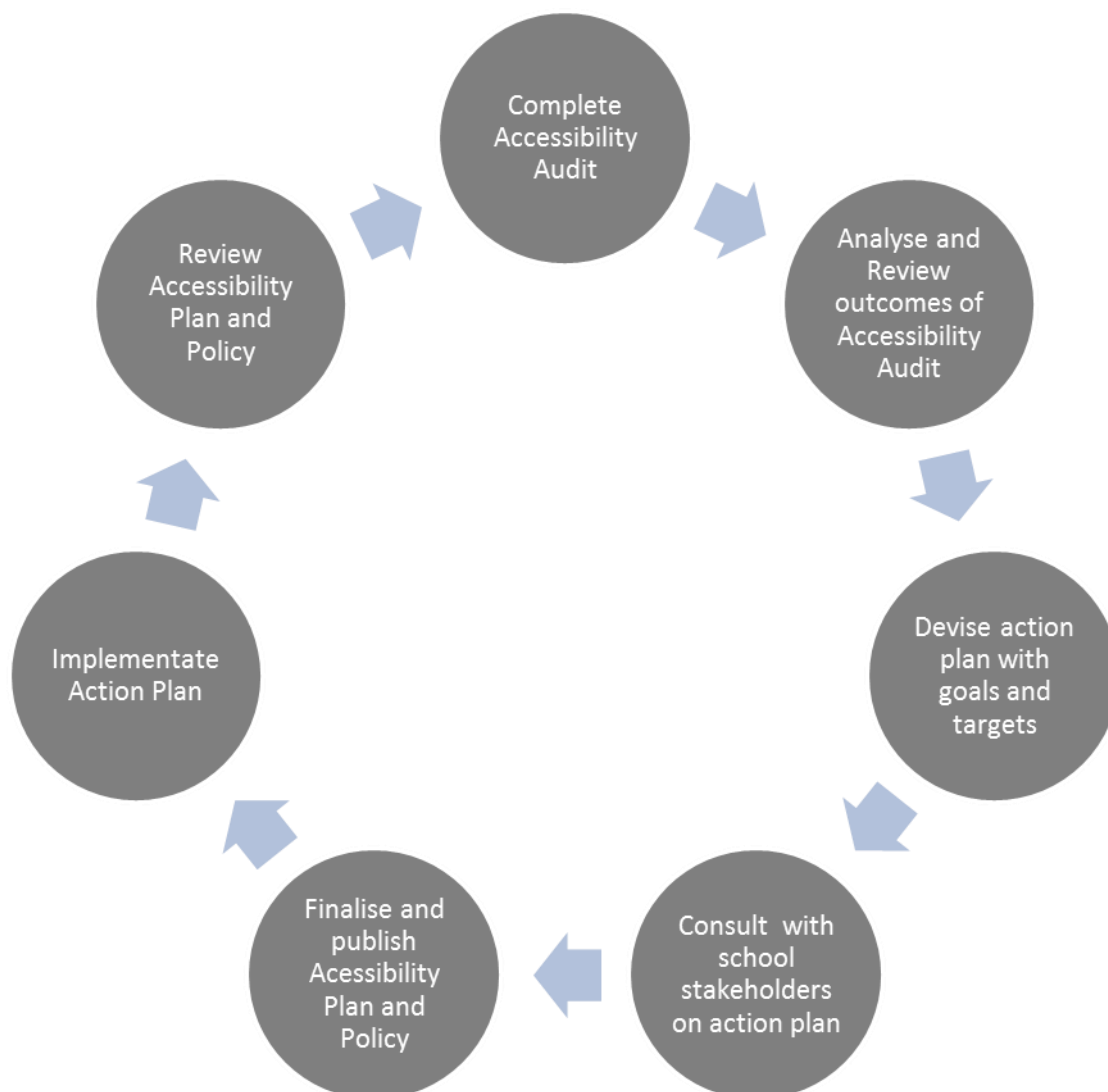 Complete
Accessibility
Audit
Analyse and
Review
outcomes of
Accessibility
Audit
Devise action
plan with
goals and
targets
Consult  with
school
stakeholders
on action plan
Finalise and
publish
Acessibility
Plan and
Policy
Implementate
Action Plan
Review
Accessibility
Plan and
Policy